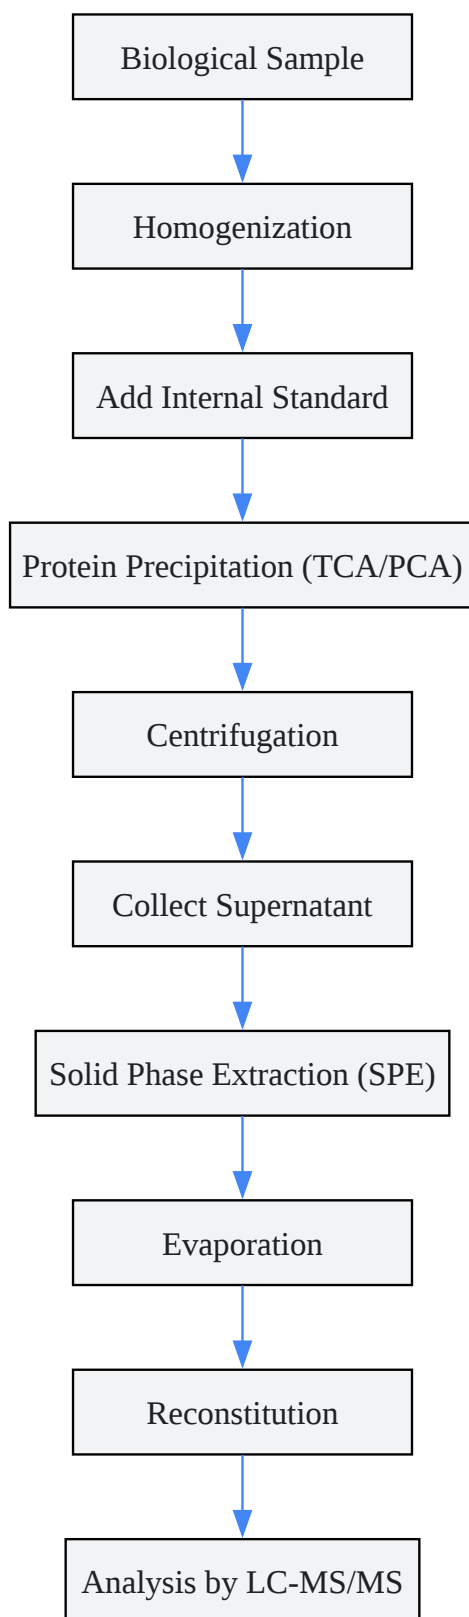 Biological Sample
Homogenization
Add Internal Standard
Protein Precipitation (TCA/PCA)
Centrifugation
Collect Supernatant
Solid Phase Extraction (SPE)
Evaporation
Reconstitution
Analysis by LC-MS/MS